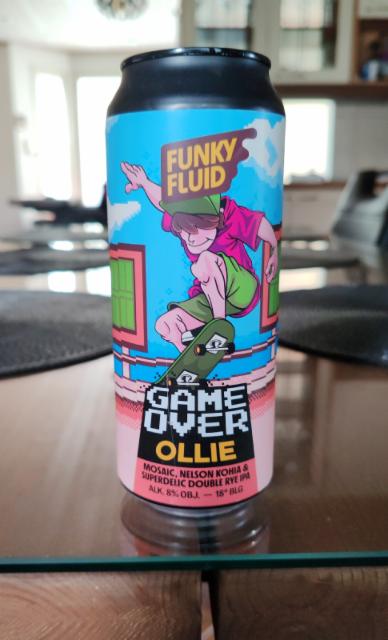 FUNKY
FLUID
GAME
OVER
OLLIE
MOSAIC, NELSON KOHIA &
SUPERDELIC DOUBLE RYE IPA
ALK. 8% OBJ. — 18° BLG